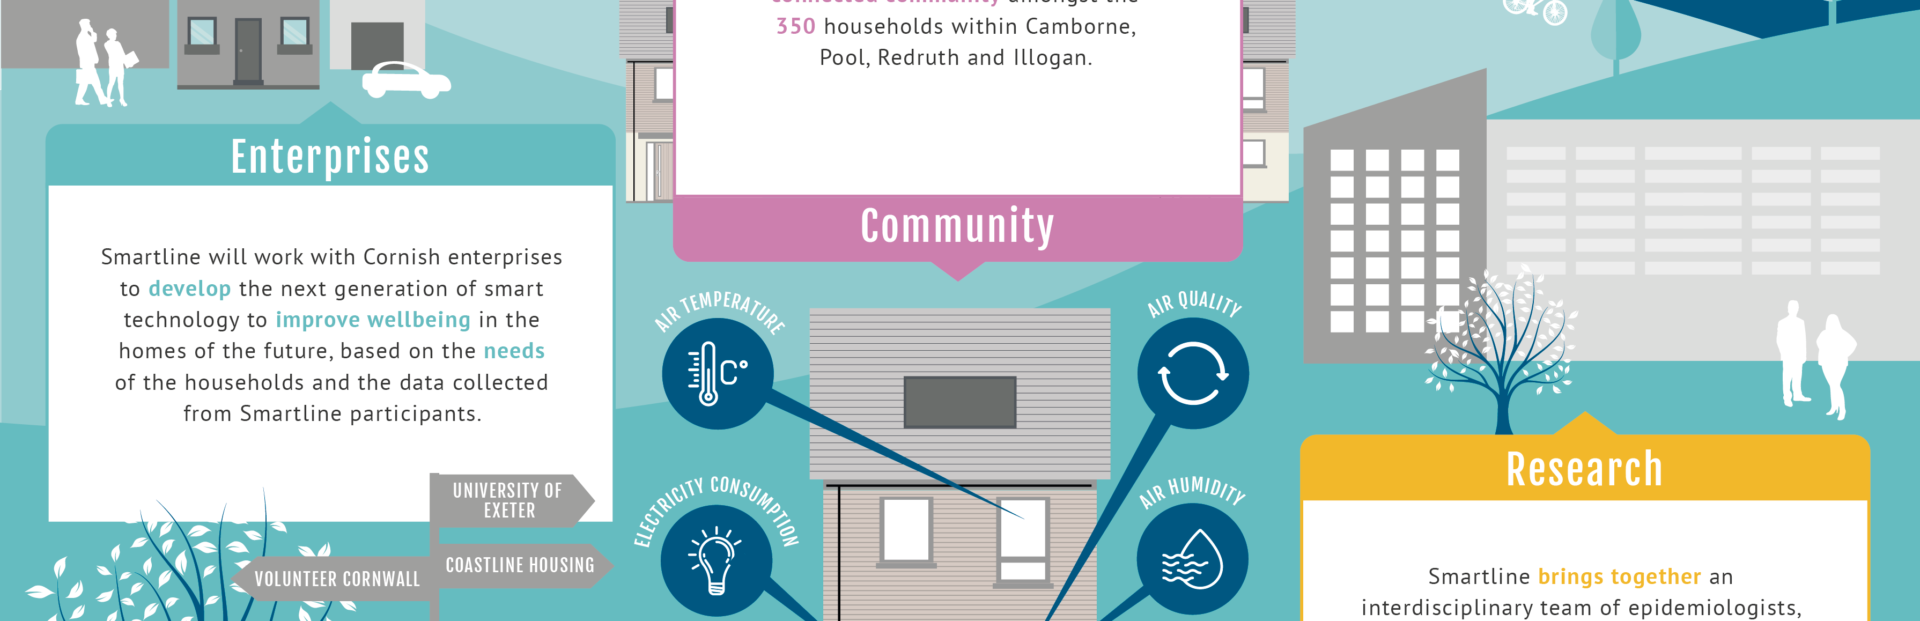 connected community amongst the
350 households within Camborne,
Pool, Redruth and Illogan.
Community
Enterprises
Smartline will work with Cornish enterprises
to develop the next generation of smart
technology to improve wellbeing in the
homes of the future, based on the needs
of the households and the data collected
from Smartline participants.
UNIVERSITY OF
EXETER
COASTLINE HOUSING
VOLUNTEER CORNWALL
AIR TEMPERATURE
C°
AIR QUALITY
ELECTRICITY CONSUMPTION
AIR HUMIDITY
Research
Smartline brings together an
interdisciplinary team of epidemiologists,